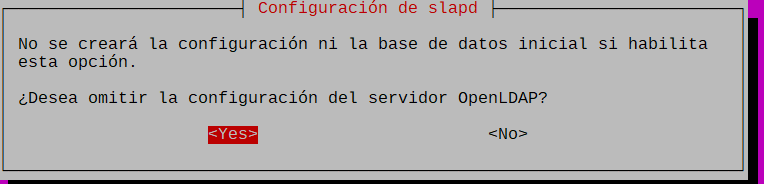 Configuración de slapd
No se creará la configuración ni la base de datos inicial si habilita
esta opción.
¿Desea omitir la configuración del servidor OpenLDAP?
<Yes> <No>